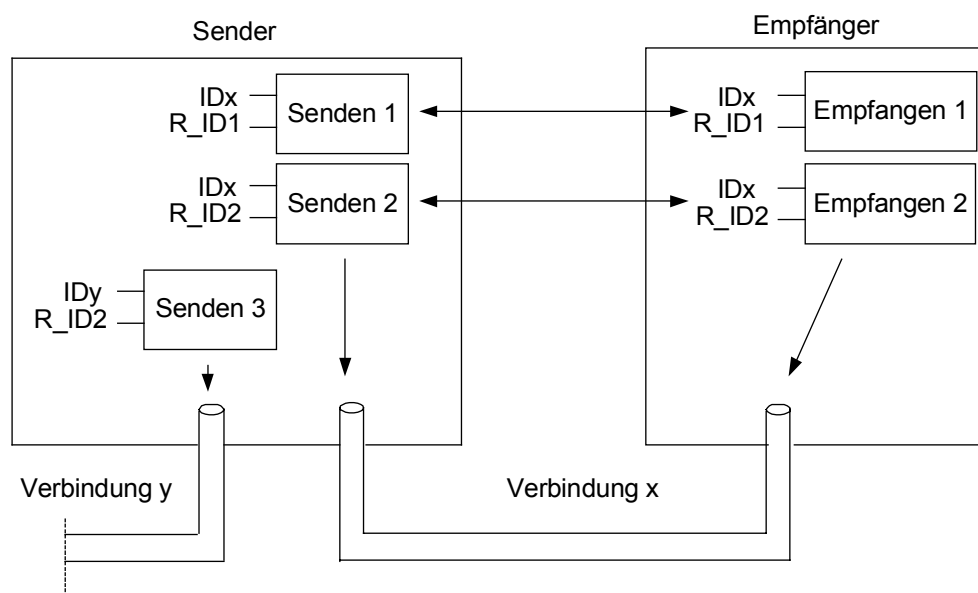 Sender
Empfänger
IDx
R_ID1
Senden 1
IDx
R_ID1
Empfangen 1
IDx
R_ID2
Senden 2
IDx
R_ID2
Empfangen 2
IDy
R_ID2
Senden 3
Verbindung y
Verbindung x